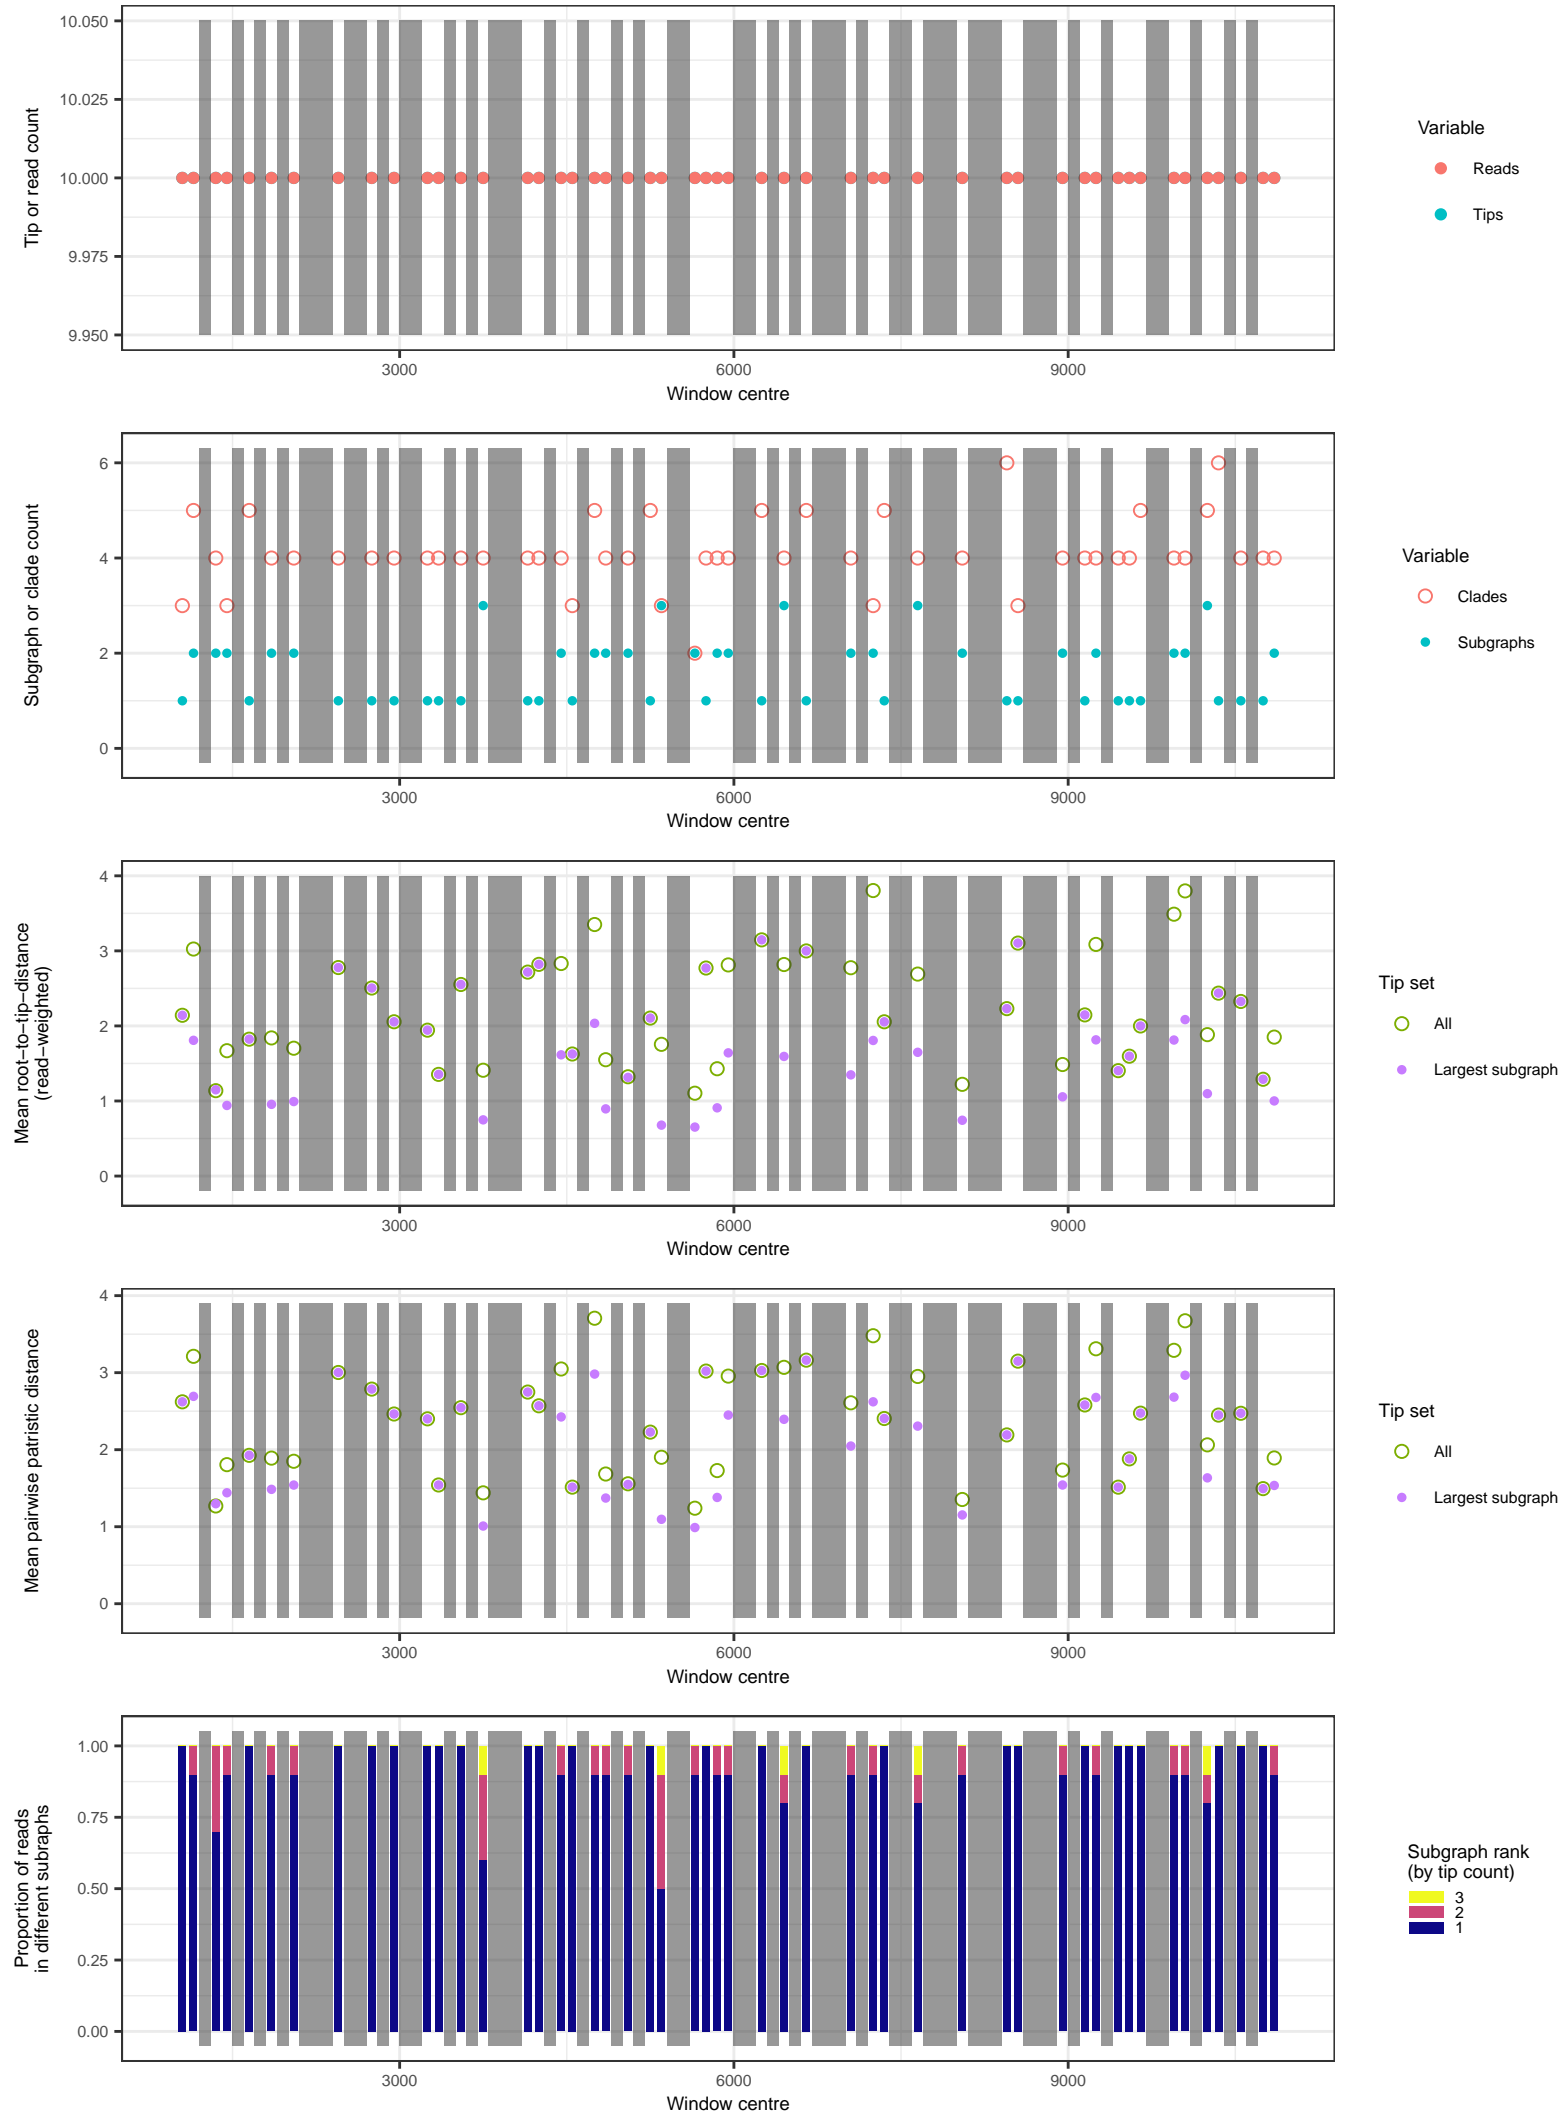 10.050
10.025
10.000
9.975
9.950
Tip or read count
3000
6000
9000
Window centre
Variable
Reads
Tips
6
4
2
0
Subgraph or clade count
3000
6000
9000
Window centre
Variable
Clades
Subgraphs
4
3
2
1
0
Mean root−to−tip−distance
(read−weighted)
3000
6000
9000
Window centre
Tip set
All
Largest subgraph
4
3
2
1
0
Mean pairwise patristic distance
3000
6000
9000
Window centre
Tip set
All
Largest subgraph
1.00
0.75
0.50
0.25
0.00
Proportion of reads
in different subraphs
3000
6000
9000
Window centre
Subgraph rank
(by tip count)
3
2
1